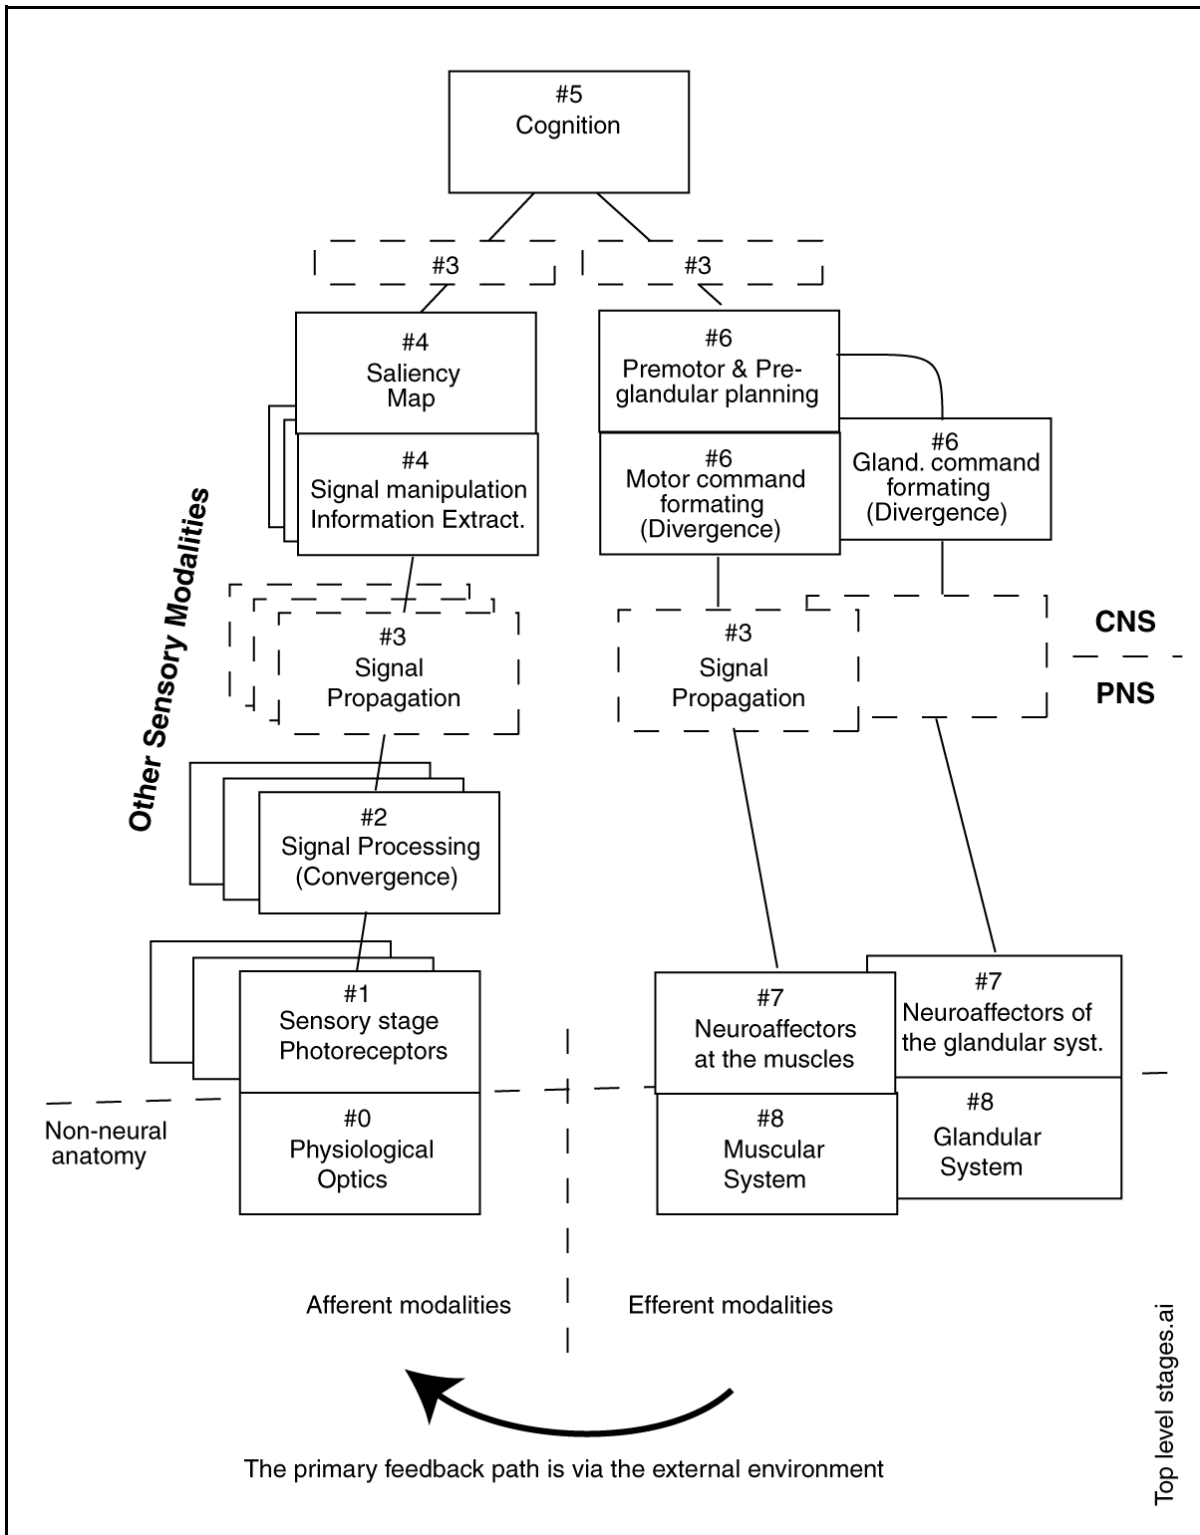 #5
Cognition
#3
#3
#4
Saliency
Map
#6
Premotor & Pre-
glandular planning
#4
Signal manipulation
Information Extract.
#6
Motor command
formating
(Divergence)
#6
Gland. command
formating
(Divergence)
Other Sensory Modalities
#3
Signal
Propagation
#3
Signal
Propagation
CNS
PNS
#2
Signal Processing
(Convergence)
#1
Sensory stage
Photoreceptors
#7
Neuroaffectors
at the muscles
#7
Neuroaffectors of
the glandular syst.
Non-neural
anatomy
#0
Physiological
Optics
#8
Muscular
System
#8
Glandular
System
Afferent modalities
Efferent modalities
The primary feedback path is via the external environment
Top level stages.ai